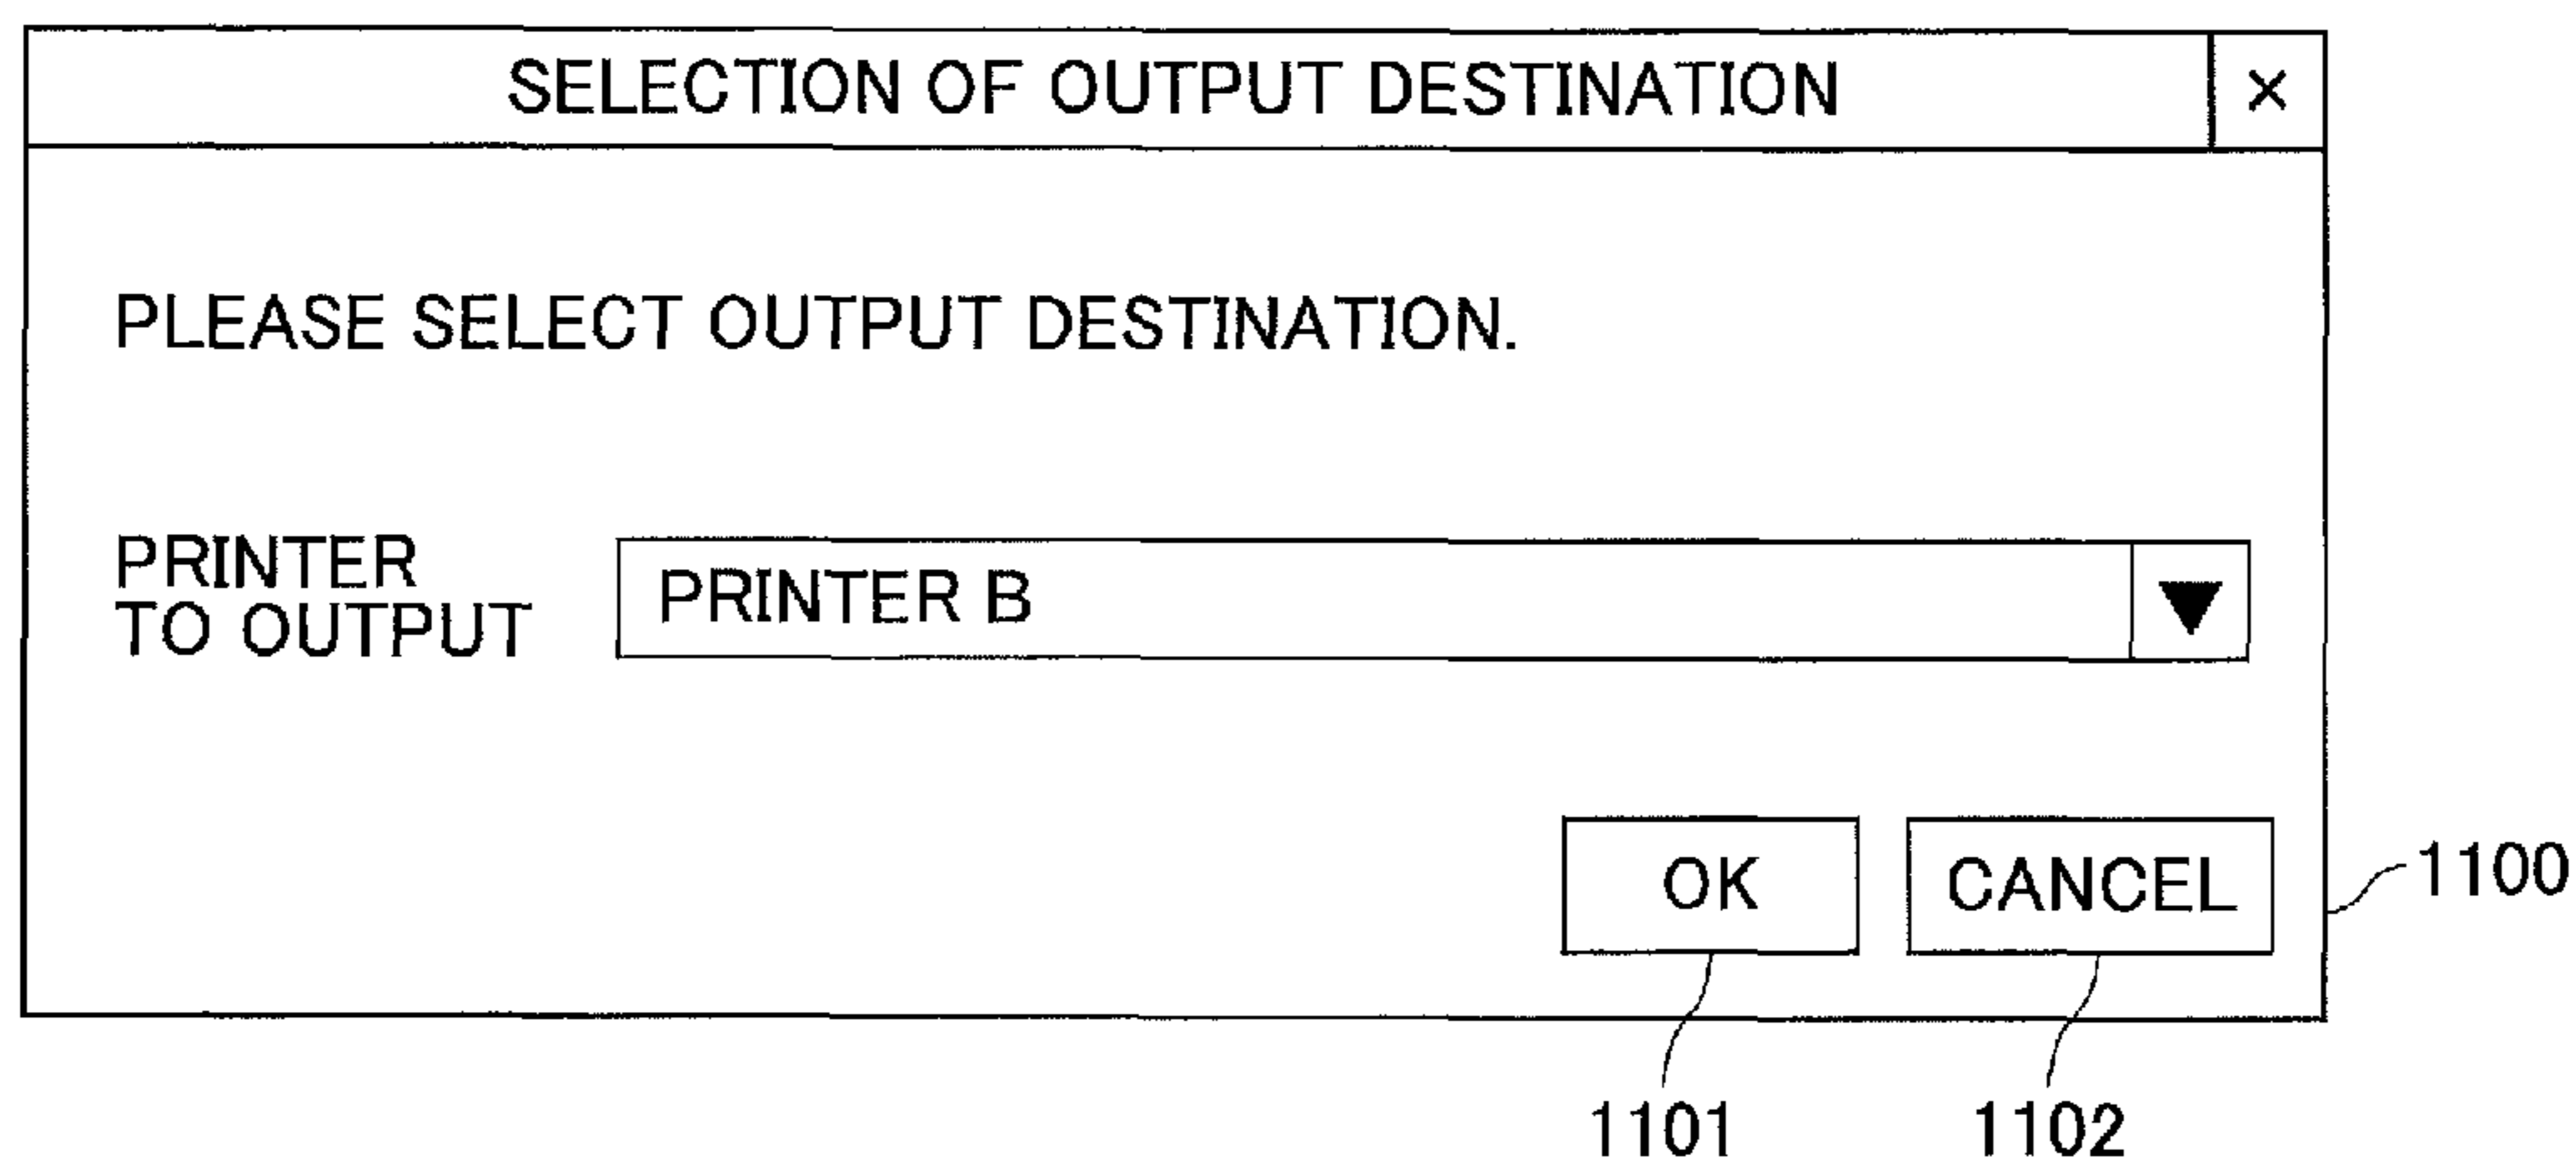 SELECTION OF OUTPUT DESTINATION ×
PLEASE SELECT OUTPUT DESTINATION.
PRINTER
TO OUTPUT
PRINTER B
OK
CANCEL
1100
1101
1102